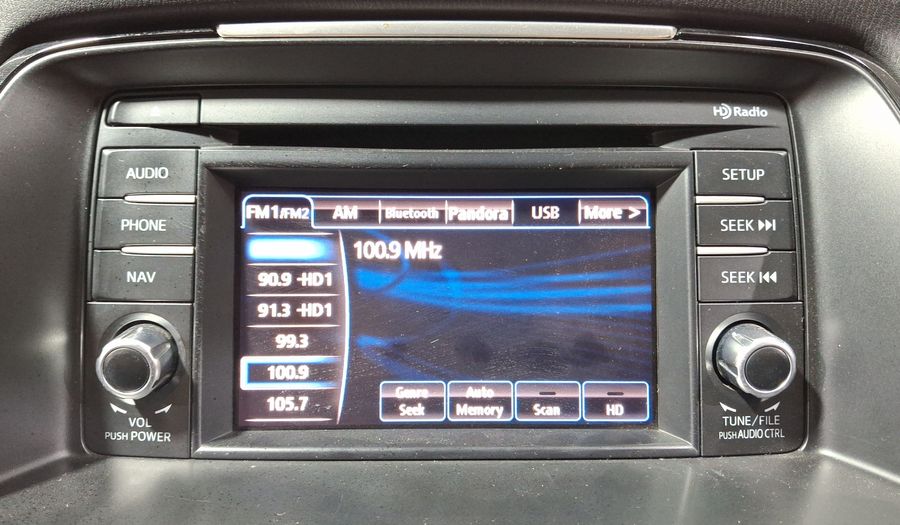 HD Radio
AUDIO
PHONE
NAV
VOL
PUSH POWER
FM1/FM2
AM
Bluetooth
Pandora
USB
More >
100.9 MHz
90.9 -HD1
91.3 -HD1
99.3
100.9
105.7
Genre
Seek
Auto
Memory
Scan
HD
SETUP
SEEK
SEEK
TUNE/FILE
PUSH AUDIO CTRL